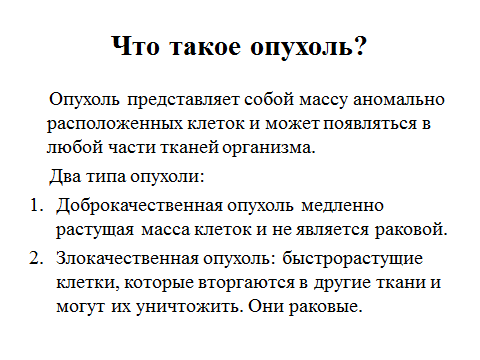 Что такое опухоль?
Опухоль представляет собой массу аномально
расположенных клеток и может появляться в
любой части тканей организма.
Два типа опухоли:
1. Доброкачественная опухоль медленно
растущая масса клеток и не является раковой.
2. Злокачественная опухоль: быстрорастущие
клетки, которые вторгаются в другие ткани и
могут их уничтожить. Они раковые.